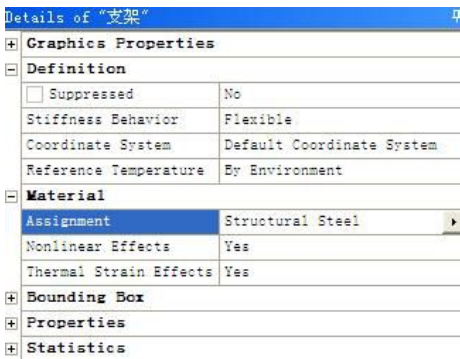 Details of "支架"
Graphics Properties
Definition
Suppressed No
Stiffness Behavior Flexible
Coordinate System Default Coordinate System
Reference Temperature By Environment
Material
Assignment Structural Steel
Nonlinear Effects Yes
Thermal Strain Effects Yes
Bounding Box
Properties
Statistics